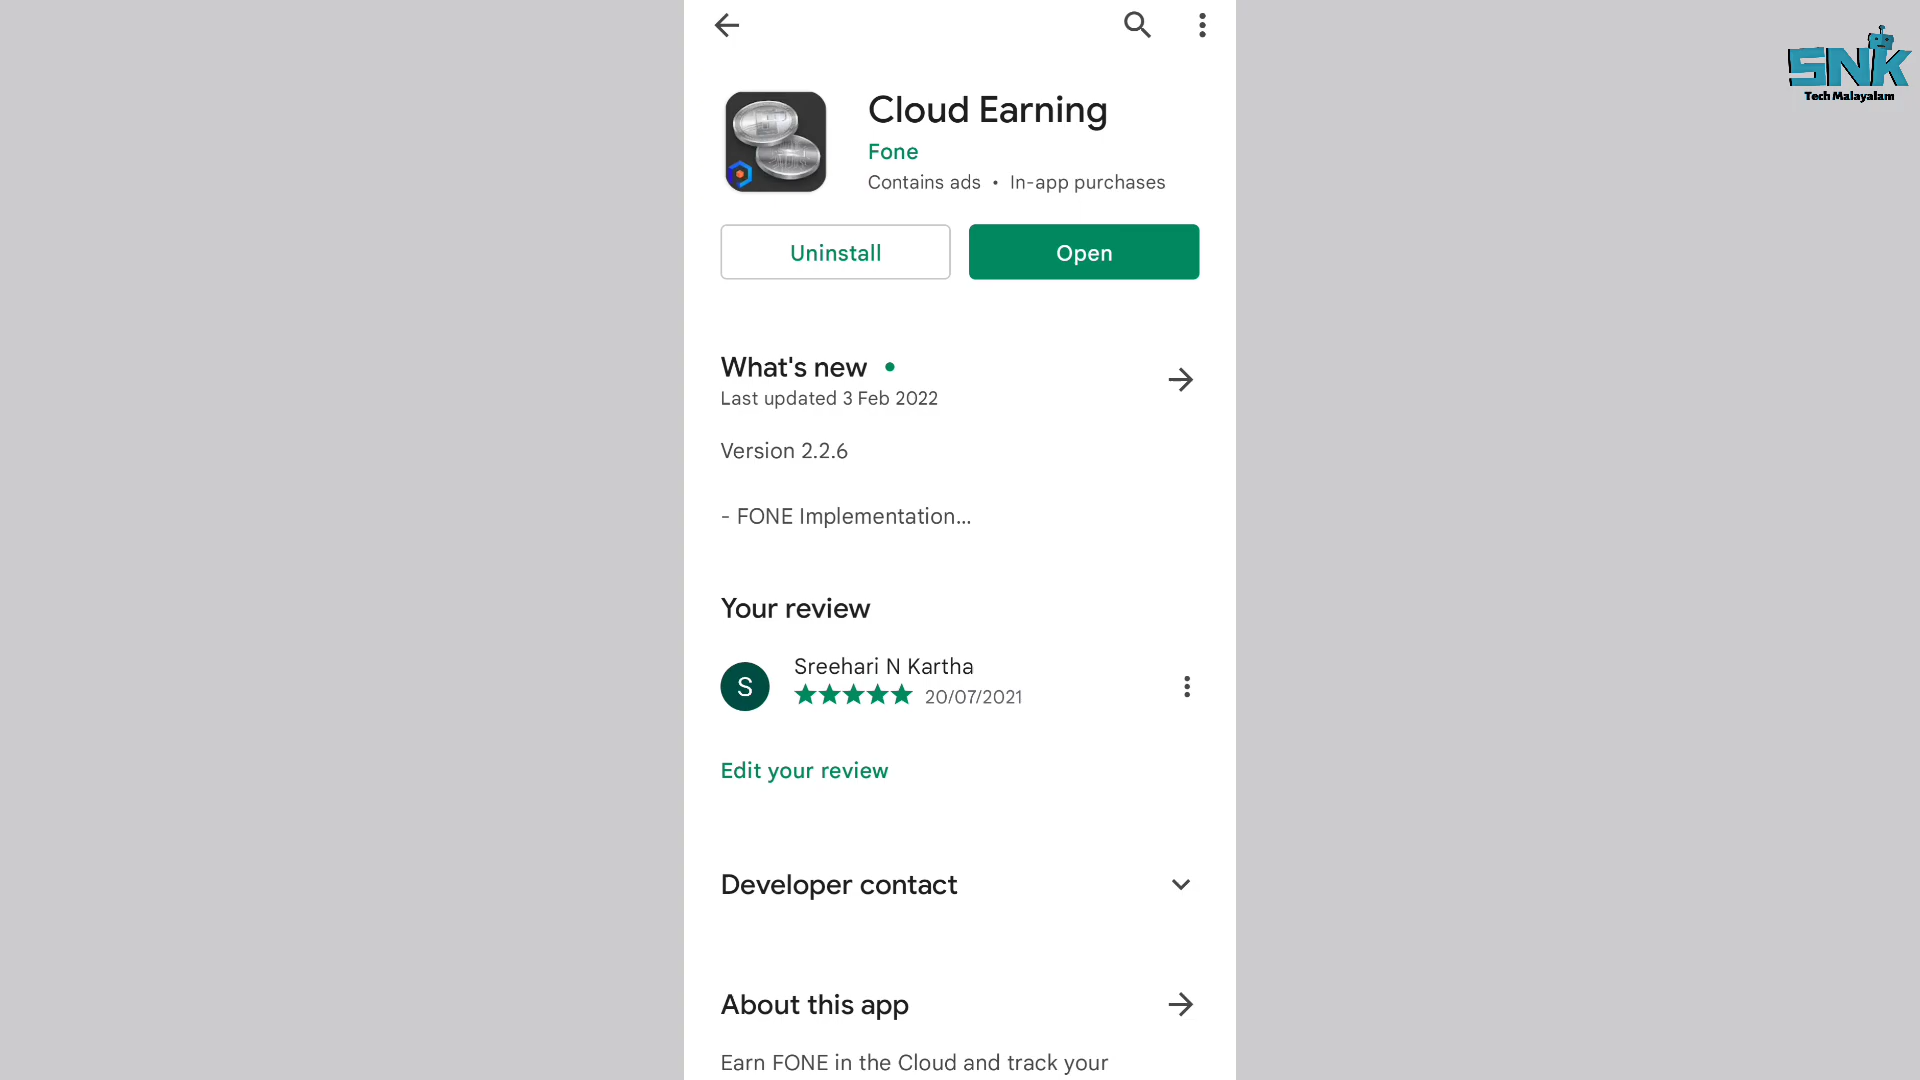 SNK
Tech Malayalam
Cloud Earning
Fone
Contains ads • In-app purchases
Uninstall
Open
What's new •
Last updated 3 Feb 2022
Version 2.2.6
- FONE Implementation...
Your review
S
Sreehari N Kartha
20/07/2021
Edit your review
Developer contact
About this app
Earn FONE in the Cloud and track your